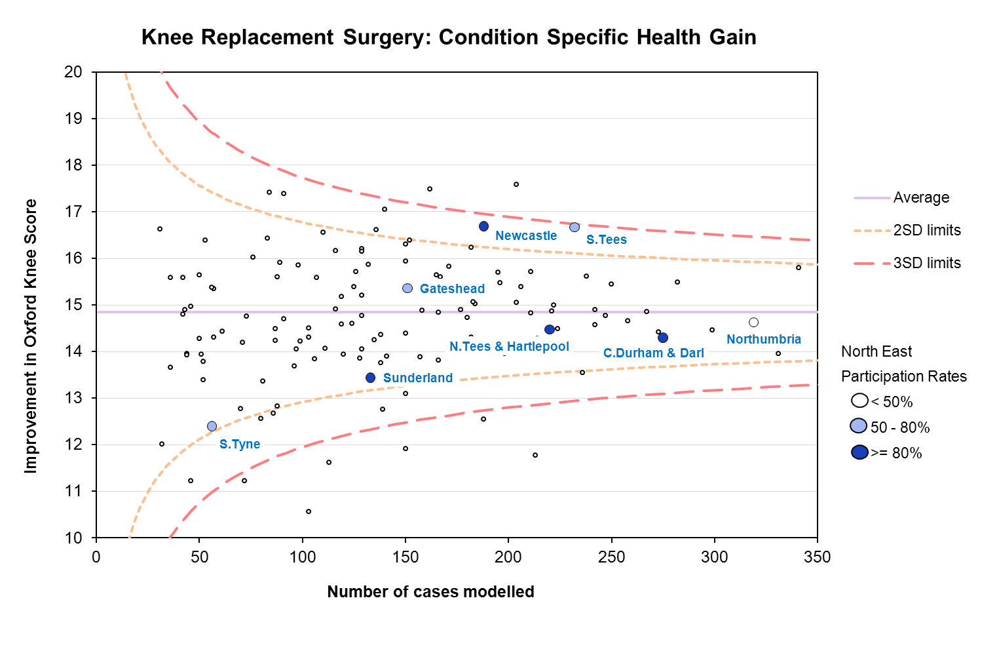 Knee Replacement Surgery: Condition Specific Health Gain
Improvement in Oxford Knee Score
20
19
18
17
16
15
14
13
12
11
10
Newcastle
S.Tees
Gateshead
N.Tees & Hartlepool
C.Durham & Darl
Northumbria
Sunderland
S.Tyne
0
50
100
150
200
250
300
350
Number of cases modelled
Average
2SD limits
3SD limits
North East
Participation Rates
< 50%
50 - 80%
>= 80%